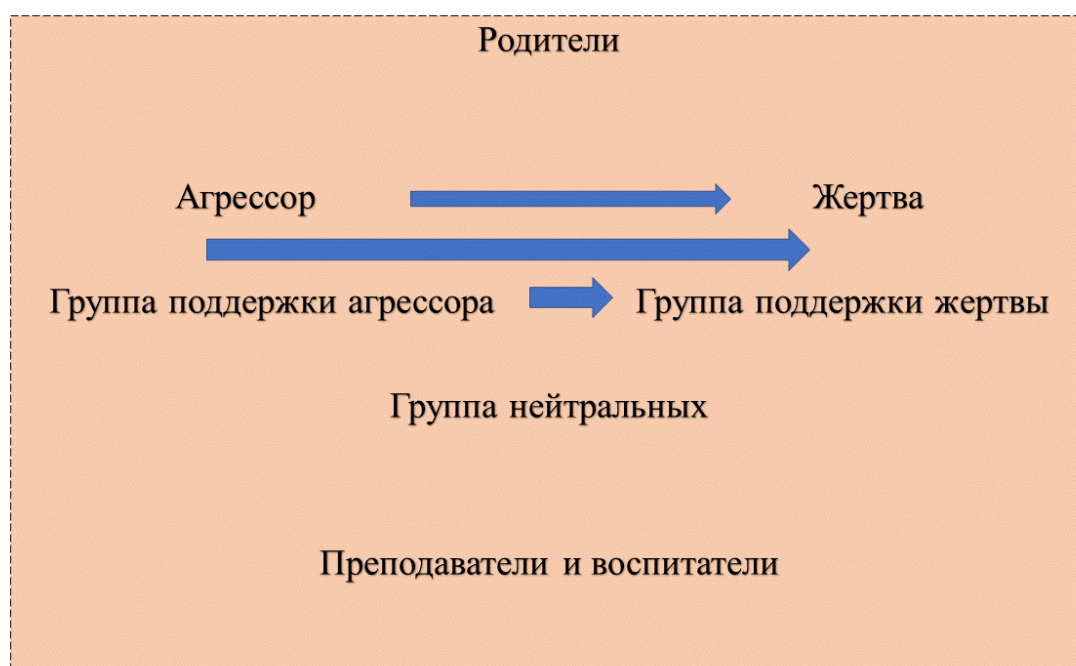 Родители
Агрессор Жертва
Группа поддержки агрессора Группа поддержки жертвы
Группа нейтральных
Преподаватели и воспитатели